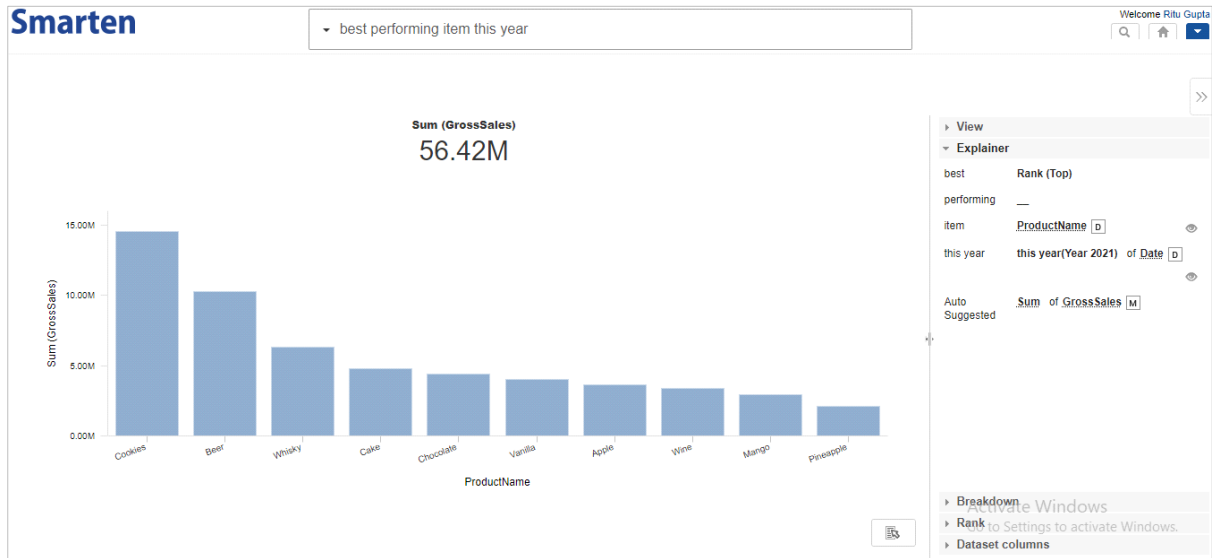 Smarten
best performing item this year
Welcome Ritu Gupta
Sum (GrossSales)
56.42M
15.00M
10.00M
5.00M
0.00M
Sum (GrossSales)
Cookies
Beer
Whisky
Cake
Chocolate
Vanilla
Apple
Wine
Mango
Pineapple
ProductName
View
Explainer
best Rank (Top)
performing __
item ProductName D
this year this year(Year 2021) of Date D
Auto Suggested Sum of GrossSales M
Breakdown
Activate Windows
Rank
Go to Settings to activate Windows.
Dataset columns